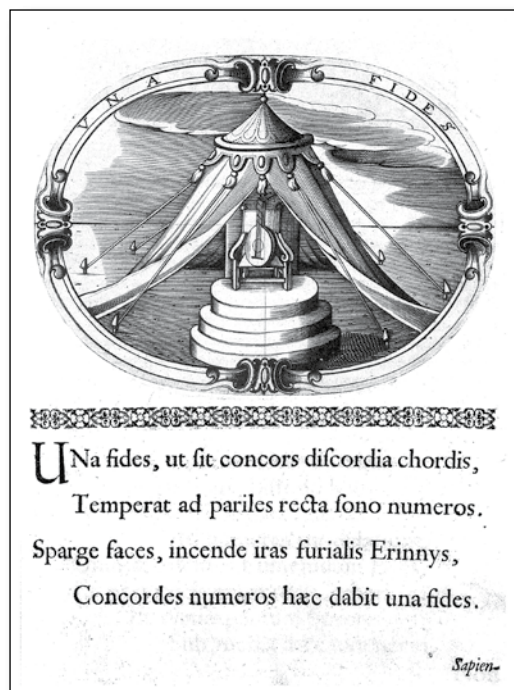 VNA FIDES
UNa fides, ut ſit concors diſcordia chordis,
Temperat ad pariles recta ſono numeros.
Sparge faces, incende iras furialis Erinnys,
Concordes numeros hæc dabit una fides.
Sapien-